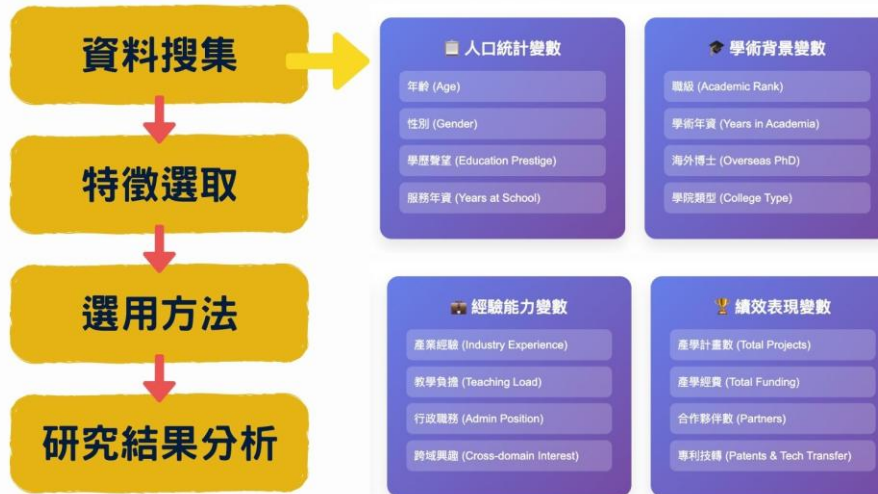 資料搜集
特徵選取
選用方法
研究結果分析
人口統計變數
年齡 (Age)
性別 (Gender)
學歷聲望 (Education Prestige)
服務年資 (Years at School)
學術背景變數
職級 (Academic Rank)
學術年資 (Years in Academia)
海外博士 (Overseas PhD)
學院類型 (College Type)
經驗能力變數
產業經驗 (Industry Experience)
教學負擔 (Teaching Load)
行政職務 (Admin Position)
跨域興趣 (Cross-domain Interest)
績效表現變數
產學計畫數 (Total Projects)
產學經費 (Total Funding)
合作夥伴數 (Partners)
專利技轉 (Patents & Tech Transfer)